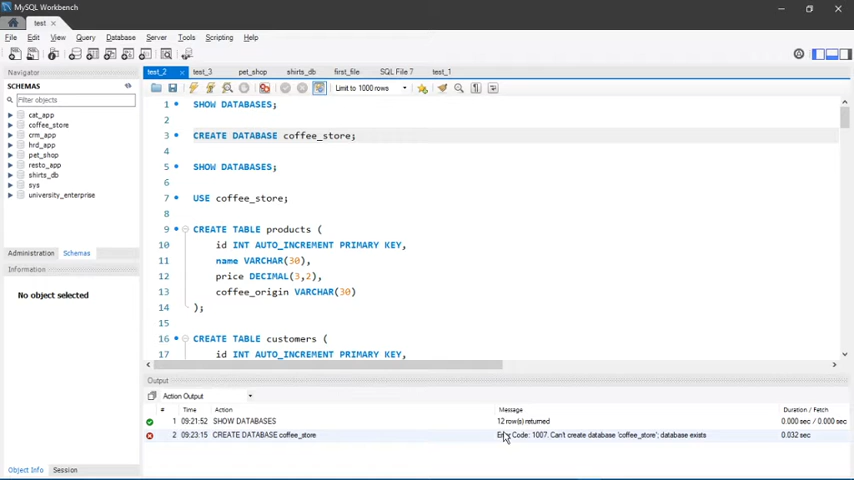 MySQL Workbench
test
File Edit View Query Database Server Tools Scripting Help
Navigator
SCHEMAS
Filter objects
cat_app
coffee_store
crm_app
hrd_app
pet_shop
resto_app
shirts_db
sys
university_enterprise
Administration Schemas
Information
No object selected
Object Info Session
test_2 test_3 pet_shop shirts_db first_file SQL File 7 test_1
Limit to 1000 rows
1 SHOW DATABASES;
2
3 CREATE DATABASE coffee_store;
4
5 SHOW DATABASES;
6
7 USE coffee_store;
8
9 CREATE TABLE products (
10 id INT AUTO_INCREMENT PRIMARY KEY,
11 name VARCHAR(30),
12 price DECIMAL(3,2),
13 coffee_origin VARCHAR(30)
14 );
15
16 CREATE TABLE customers (
17 id INT AUTO_INCREMENT PRIMARY KEY,
Output
Action Output
# Time Action Message Duration / Fetch
1 09:21:52 SHOW DATABASES 12 row(s) returned 0.000 sec / 0.000 sec
2 09:23:15 CREATE DATABASE coffee_store Error Code: 1007. Can't create database 'coffee_store'; database exists 0.032 sec